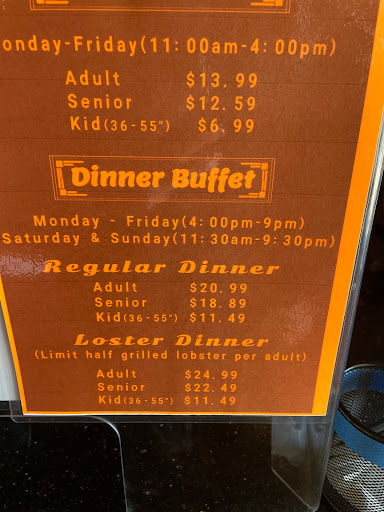 onday-Friday(11:00am-4:00pm)
Adult $13.99
Senior $12.59
Kid(36-55") $6.99
Dinner Buffet
Monday - Friday(4:00pm-9pm)
Saturday & Sunday(11:30am-9:30pm)
Regular Dinner
Adult $20.99
Senior $18.89
Kid(36-55") $11.49
Loster Dinner
(Limit half grilled lobster per adult)
Adult $24.99
Senior $22.49
Kid(36-55") $11.49